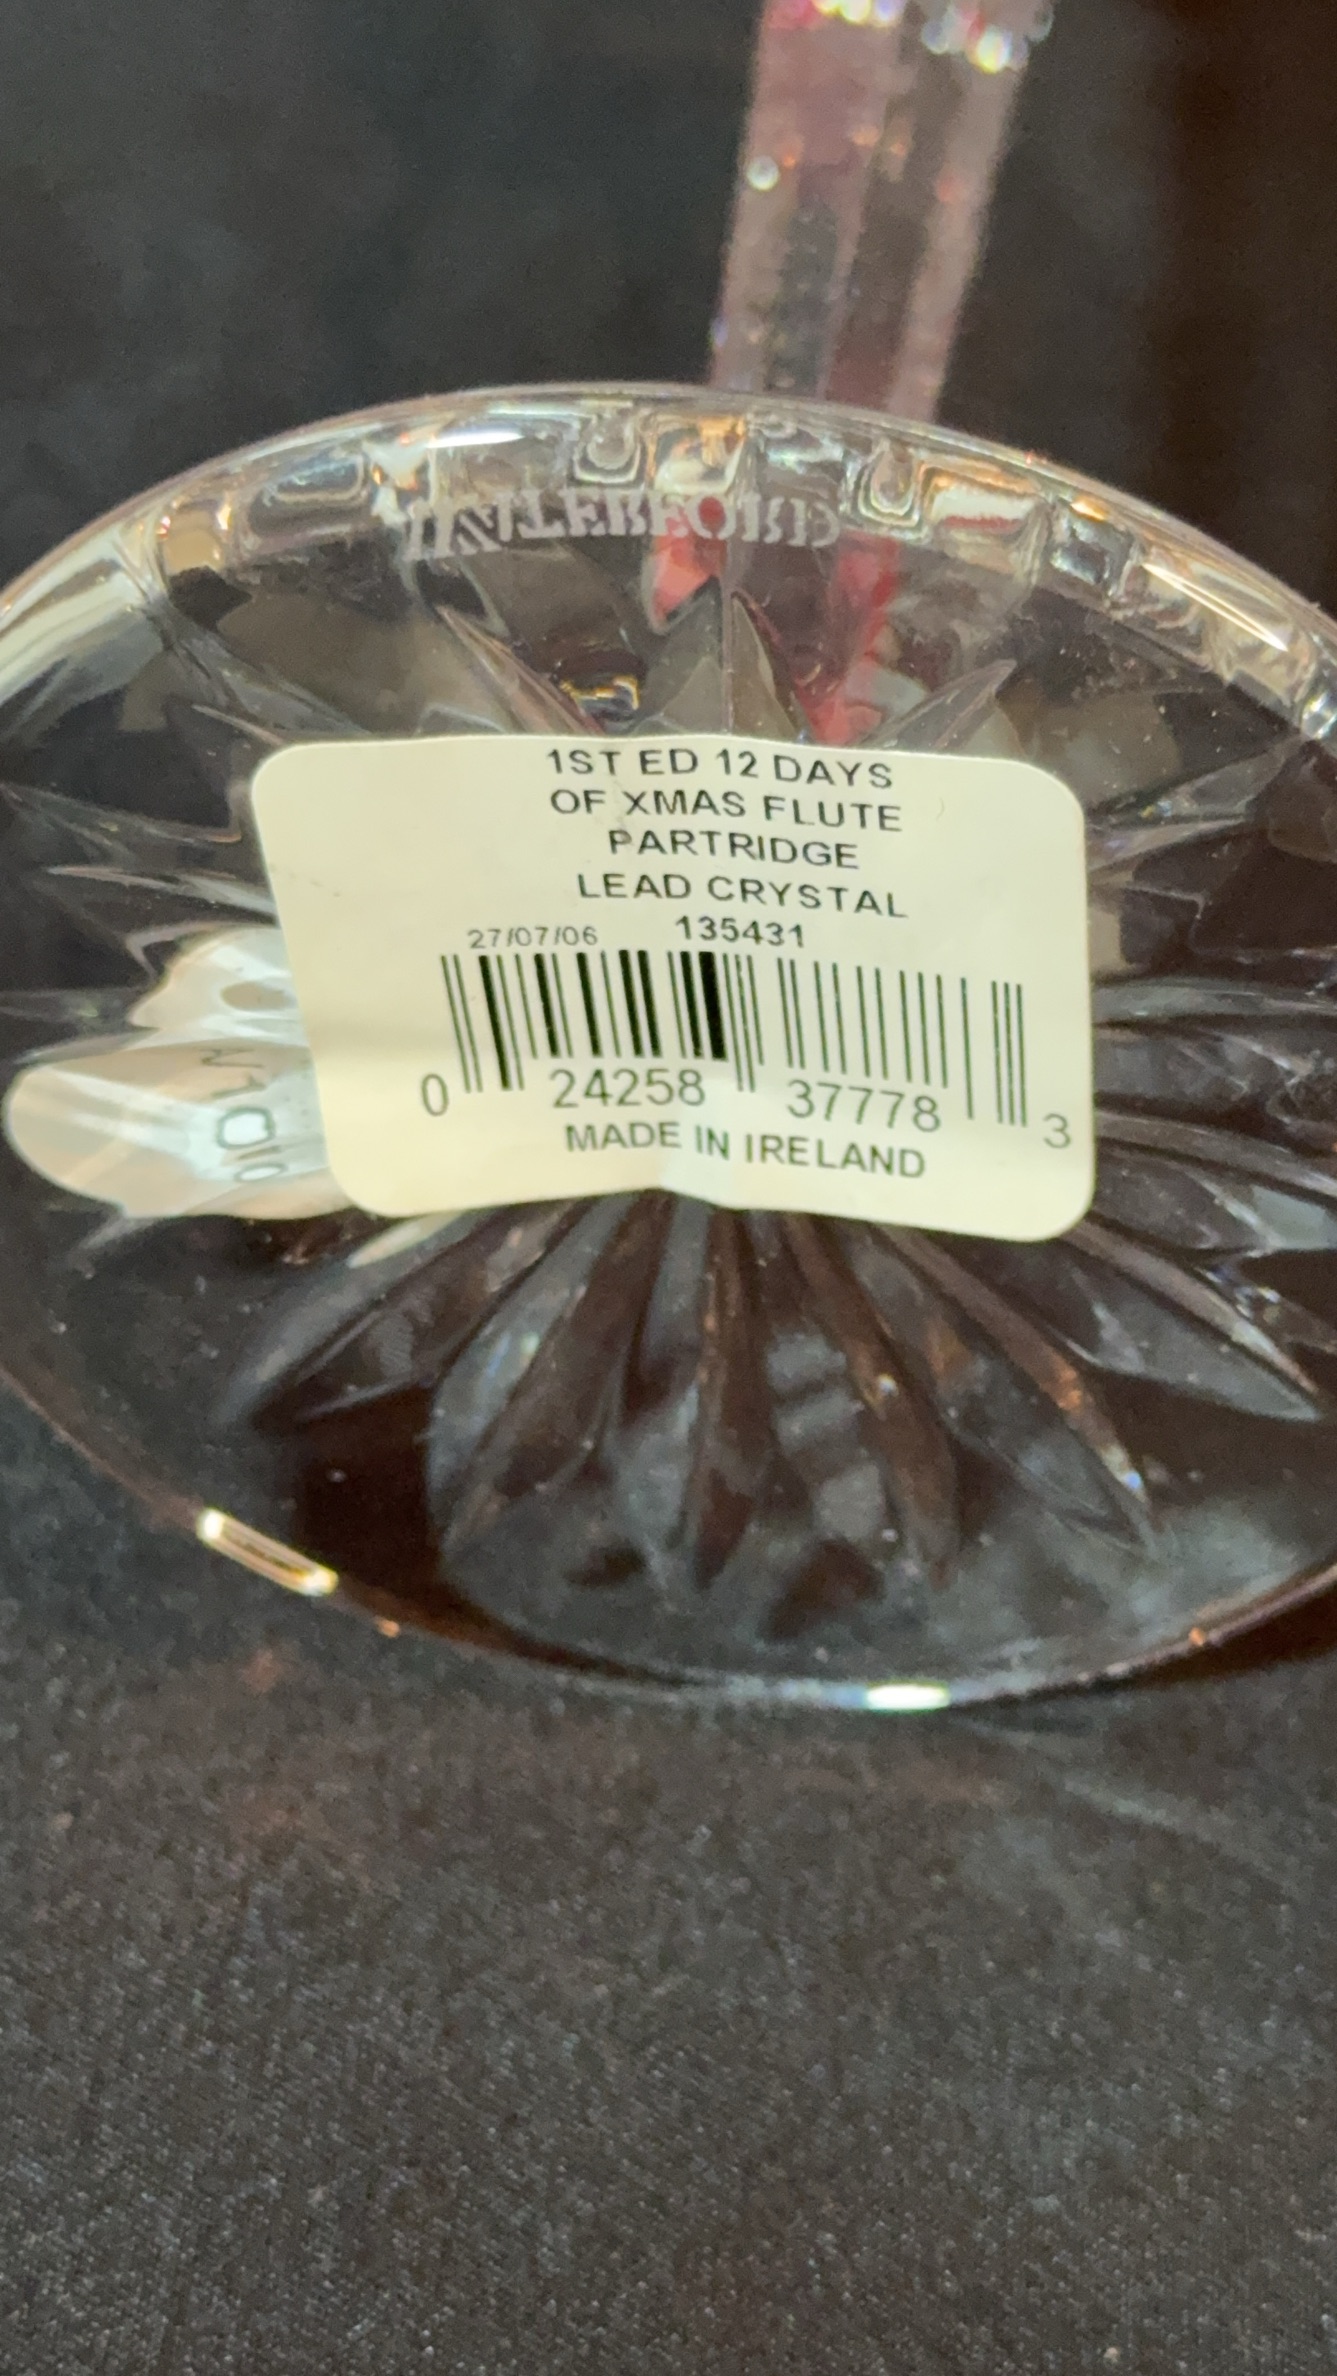 WATERFORD
1ST ED 12 DAYS
OF XMAS FLUTE
PARTRIDGE
LEAD CRYSTAL
27/07/06 135431
0 24258 37778 3
MADE IN IRELAND